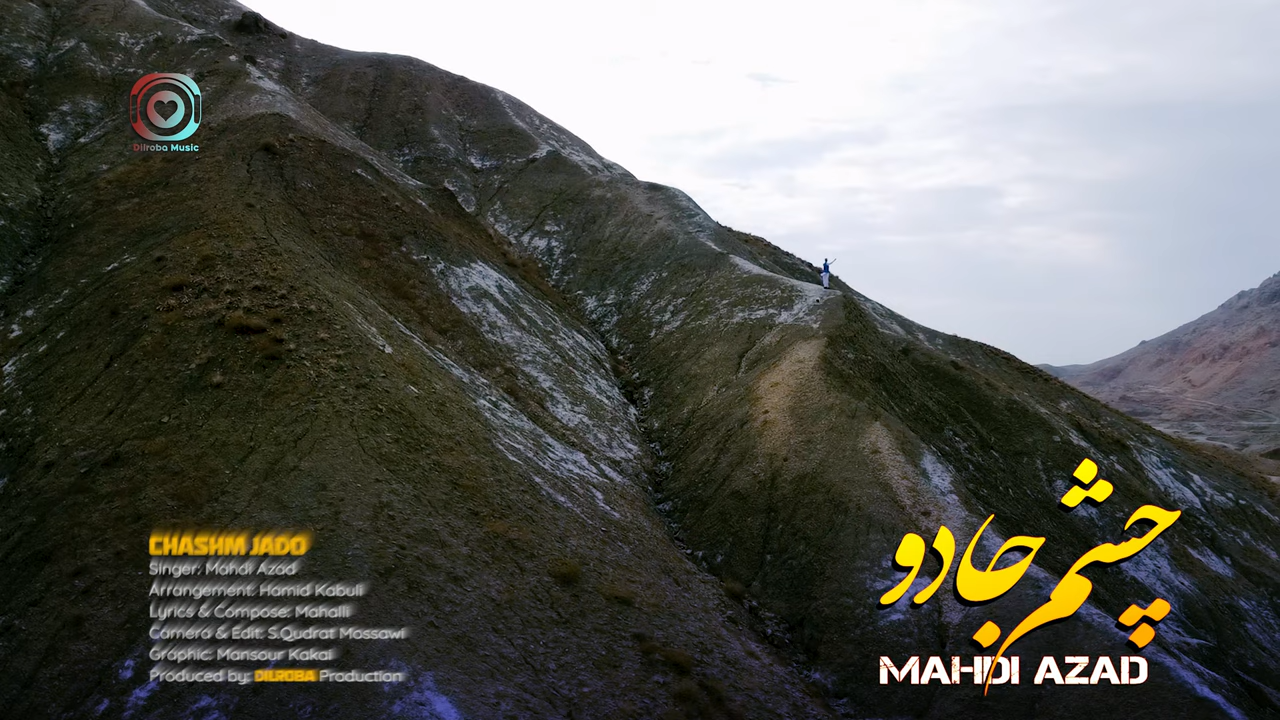 Dilroba Music
CHASHM JADO
Singer: Mahdi Azad
Arrangement: Hamid Kabuli
Lyrics & Compose: Mahalli
Camera & Edit: S.Qudrat Mossawi
Graphic: Mansour Kakai
Produced by: DILROBA Production
چشم جادو
MAHDI AZAD